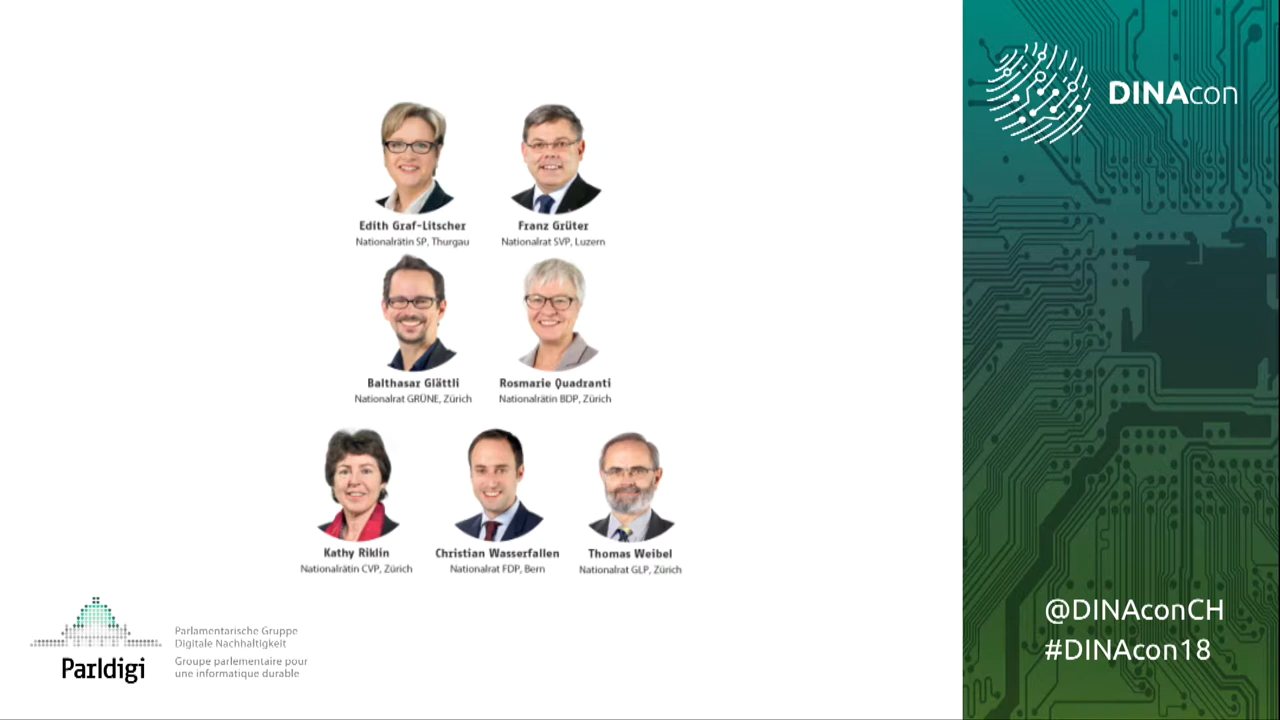 DINAcon
Edith Graf-Litscher
Nationalrätin SP, Thurgau
Franz Grüter
Nationalrat SVP, Luzern
Balthasar Glättli
Nationalrat GRÜNE, Zürich
Rosmarie Quadranti
Nationalrätin BDP, Zürich
Kathy Riklin
Nationalrätin CVP, Zürich
Christian Wasserfallen
Nationalrat FDP, Bern
Thomas Weibel
Nationalrat GLP, Zürich
Parldigi
Parlamentarische Gruppe
Digitale Nachhaltigkeit
Groupe parlementaire pour
une informatique durable
@DINAconCH
#DINAcon18